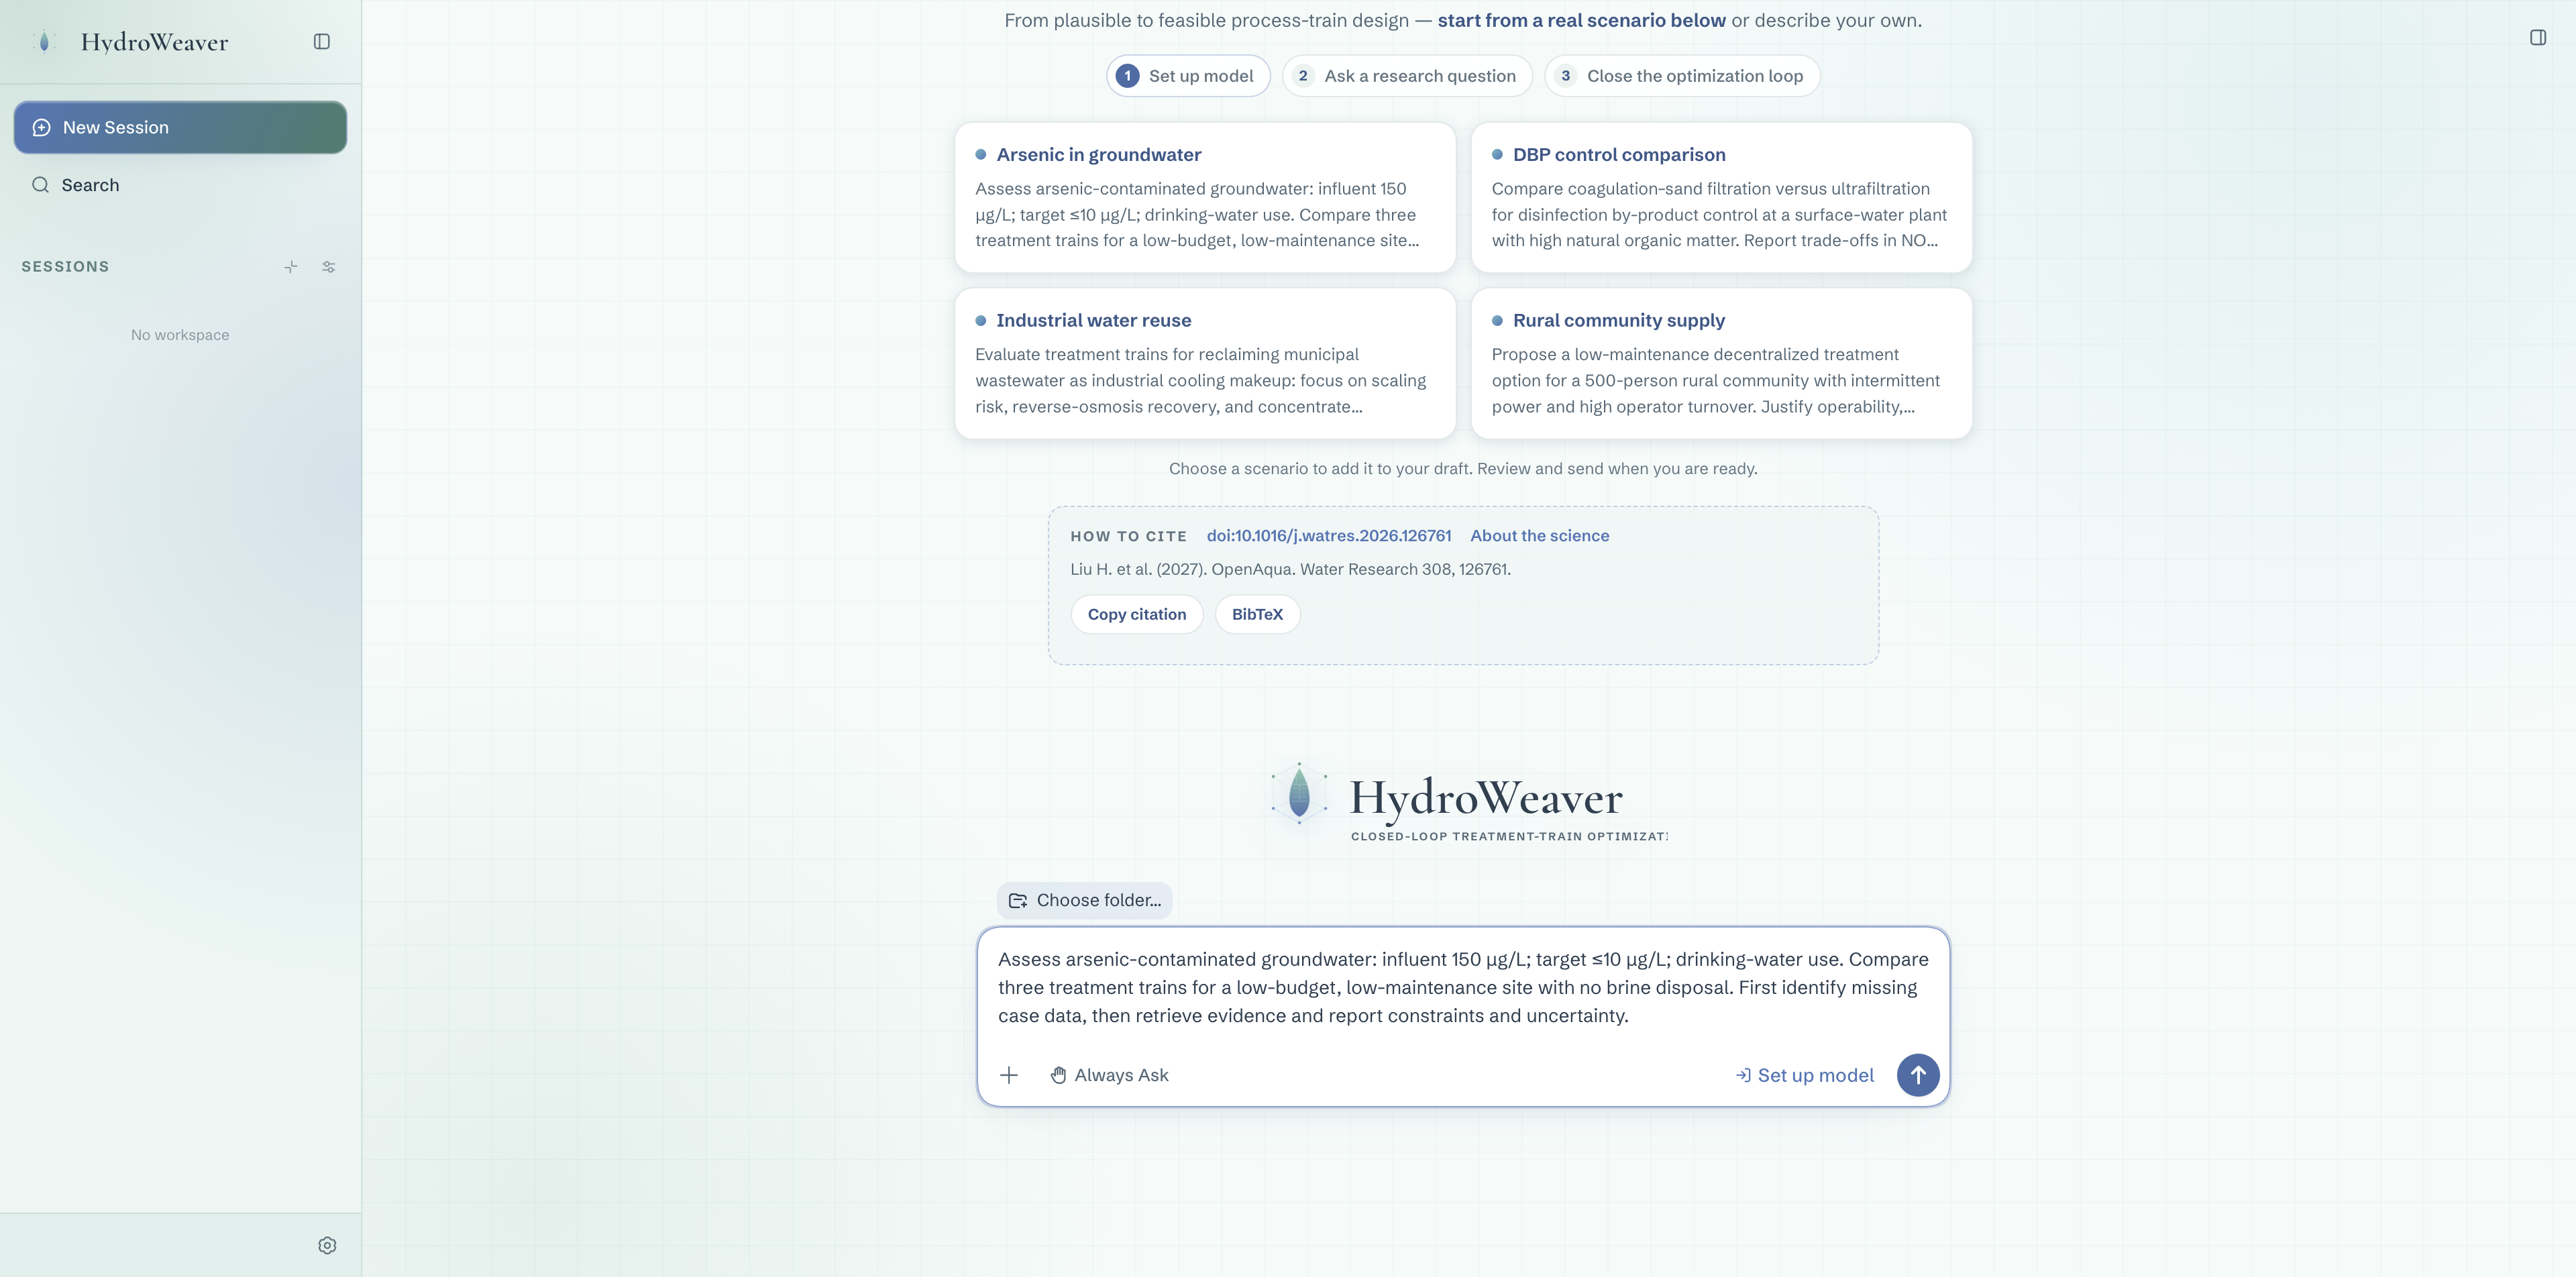 HydroWeaver
New Session
Search
SESSIONS
No workspace
From plausible to feasible process-train design — start from a real scenario below or describe your own.
1 Set up model
2 Ask a research question
3 Close the optimization loop
Arsenic in groundwater
Assess arsenic-contaminated groundwater: influent 150
µg/L; target ≤10 µg/L; drinking-water use. Compare three
treatment trains for a low-budget, low-maintenance site...
DBP control comparison
Compare coagulation-sand filtration versus ultrafiltration
for disinfection by-product control at a surface-water plant
with high natural organic matter. Report trade-offs in NO...
Industrial water reuse
Evaluate treatment trains for reclaiming municipal
wastewater as industrial cooling makeup: focus on scaling
risk, reverse-osmosis recovery, and concentrate...
Rural community supply
Propose a low-maintenance decentralized treatment
option for a 500-person rural community with intermittent
power and high operator turnover. Justify operability,...
Choose a scenario to add it to your draft. Review and send when you are ready.
HOW TO CITE doi:10.1016/j.watres.2026.126761 About the science
Liu H. et al. (2027). OpenAqua. Water Research 308, 126761.
Copy citation BibTeX
HydroWeaver
CLOSED-LOOP TREATMENT-TRAIN OPTIMIZATI
Choose folder...
Assess arsenic-contaminated groundwater: influent 150 µg/L; target ≤10 µg/L; drinking-water use. Compare
three treatment trains for a low-budget, low-maintenance site with no brine disposal. First identify missing
case data, then retrieve evidence and report constraints and uncertainty.
Always Ask
Set up model